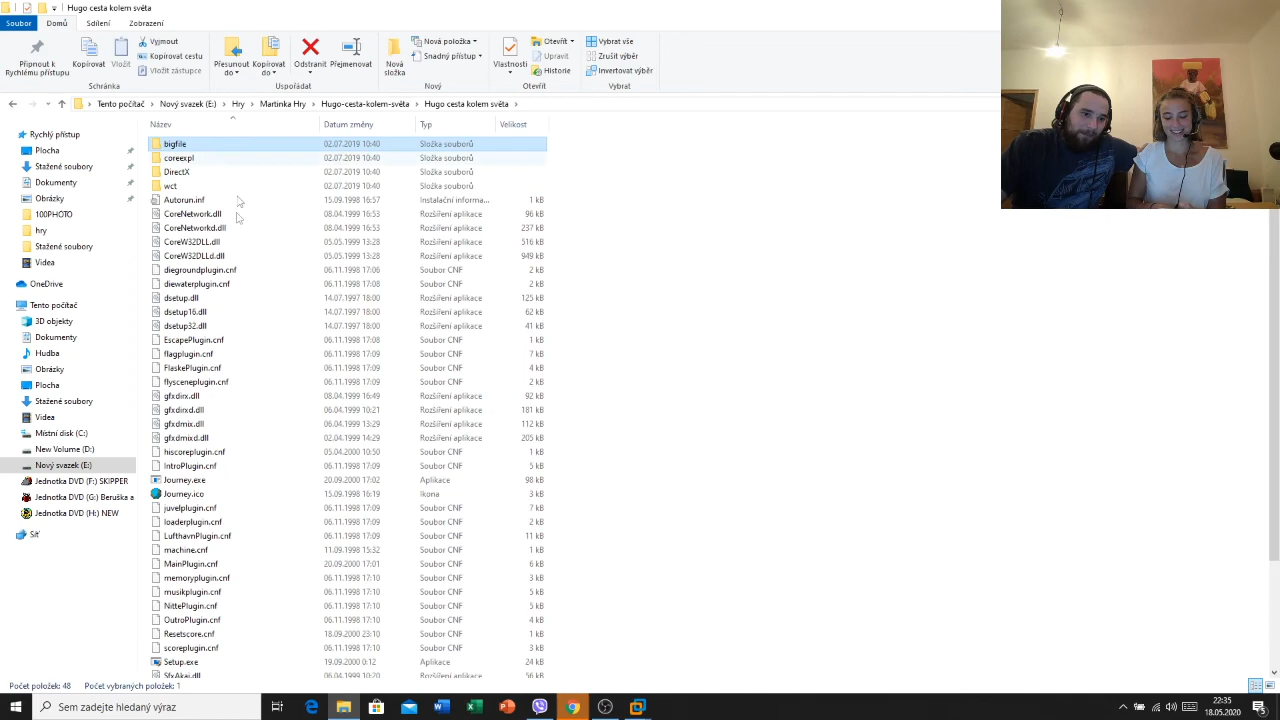 Hugo cesta kolem světa
Soubor Domů Sdílení Zobrazení
Připnout k Rychlému přístupu
Kopírovat
Vložit
Vyjmout
Kopírovat cestu
Vložit zástupce
Schránka
Přesunout do
Kopírovat do
Odstranit
Přejmenovat
Uspořádat
Nová složka
Nová položka
Snadný přístup
Nový
Vlastnosti
Otevřít
Upravit
Historie
Otevřít
Vybrat vše
Zrušit výběr
Invertovat výběr
Vybrat
Tento počítač > Nový svazek (E:) > Hry > Martinka Hry > Hugo-cesta-kolem-světa > Hugo cesta kolem světa >
Rychlý přístup
Plocha
Stažené soubory
Dokumenty
Obrázky
100PHOTO
hry
Stažené soubory
Videa
OneDrive
Tento počítač
3D objekty
Dokumenty
Hudba
Obrázky
Plocha
Stažené soubory
Videa
Místní disk (C:)
New Volume (D:)
Nový svazek (E:)
Jednotka DVD (F:) SKIPPER
Jednotka DVD (G:) Beruška a
Jednotka DVD (H:) NEW
Síť
Název Datum změny Typ Velikost
bigfile 02.07.2019 10:40 Složka souborů
coreexpl 02.07.2019 10:40 Složka souborů
DirectX 02.07.2019 10:40 Složka souborů
wct 02.07.2019 10:40 Složka souborů
Autorun.inf 15.09.1998 16:57 Instalační informa... 1 kB
CoreNetwork.dll 08.04.1999 16:53 Rozšíření aplikace 96 kB
CoreNetworkd.dll 08.04.1999 16:53 Rozšíření aplikace 237 kB
CoreW32DLL.dll 05.05.1999 13:28 Rozšíření aplikace 516 kB
CoreW32DLLd.dll 05.05.1999 13:28 Rozšíření aplikace 949 kB
diegroundplugin.cnf 06.11.1998 17:06 Soubor CNF 2 kB
diewaterplugin.cnf 06.11.1998 17:08 Soubor CNF 2 kB
dsetup.dll 14.07.1997 18:00 Rozšíření aplikace 125 kB
dsetup16.dll 14.07.1997 18:00 Rozšíření aplikace 62 kB
dsetup32.dll 14.07.1997 18:00 Rozšíření aplikace 41 kB
EscapePlugin.cnf 06.11.1998 17:08 Soubor CNF 1 kB
flagplugin.cnf 06.11.1998 17:09 Soubor CNF 7 kB
FlaskePlugin.cnf 06.11.1998 17:09 Soubor CNF 4 kB
flysceneplugin.cnf 06.11.1998 17:09 Soubor CNF 2 kB
gfxdirx.dll 08.04.1999 16:49 Rozšíření aplikace 92 kB
gfxdirxd.dll 06.04.1999 10:21 Rozšíření aplikace 181 kB
gfxdmix.dll 06.04.1999 13:29 Rozšíření aplikace 112 kB
gfxdmixd.dll 02.04.1999 14:29 Rozšíření aplikace 205 kB
hiscoreplugin.cnf 05.04.2000 10:50 Soubor CNF 1 kB
IntroPlugin.cnf 06.11.1998 17:09 Soubor CNF 5 kB
Journey.exe 20.09.2000 17:02 Aplikace 98 kB
Journey.ico 15.09.1998 16:19 Ikona 3 kB
juvelplugin.cnf 06.11.1998 17:09 Soubor CNF 7 kB
loaderplugin.cnf 06.11.1998 17:09 Soubor CNF 2 kB
LufthavnPlugin.cnf 06.11.1998 17:09 Soubor CNF 11 kB
machine.cnf 11.09.1998 15:32 Soubor CNF 1 kB
MainPlugin.cnf 20.09.2000 17:01 Soubor CNF 6 kB
memoryplugin.cnf 06.11.1998 17:10 Soubor CNF 3 kB
musikplugin.cnf 06.11.1998 17:10 Soubor CNF 5 kB
NittePlugin.cnf 06.11.1998 17:10 Soubor CNF 5 kB
OutroPlugin.cnf 06.11.1998 17:10 Soubor CNF 4 kB
Resetscore.cnf 18.09.2000 23:10 Soubor CNF 1 kB
scoreplugin.cnf 06.11.1998 17:10 Soubor CNF 3 kB
Setup.exe 19.09.2000 0:12 Aplikace 24 kB
SfxAkai.dll 06.04.1999 10:20 Rozšíření aplikace 56 kB
Počet položek: 48 Počet vybraných položek: 1
Sem zadejte hledaný výraz
22:35
18.05.2020